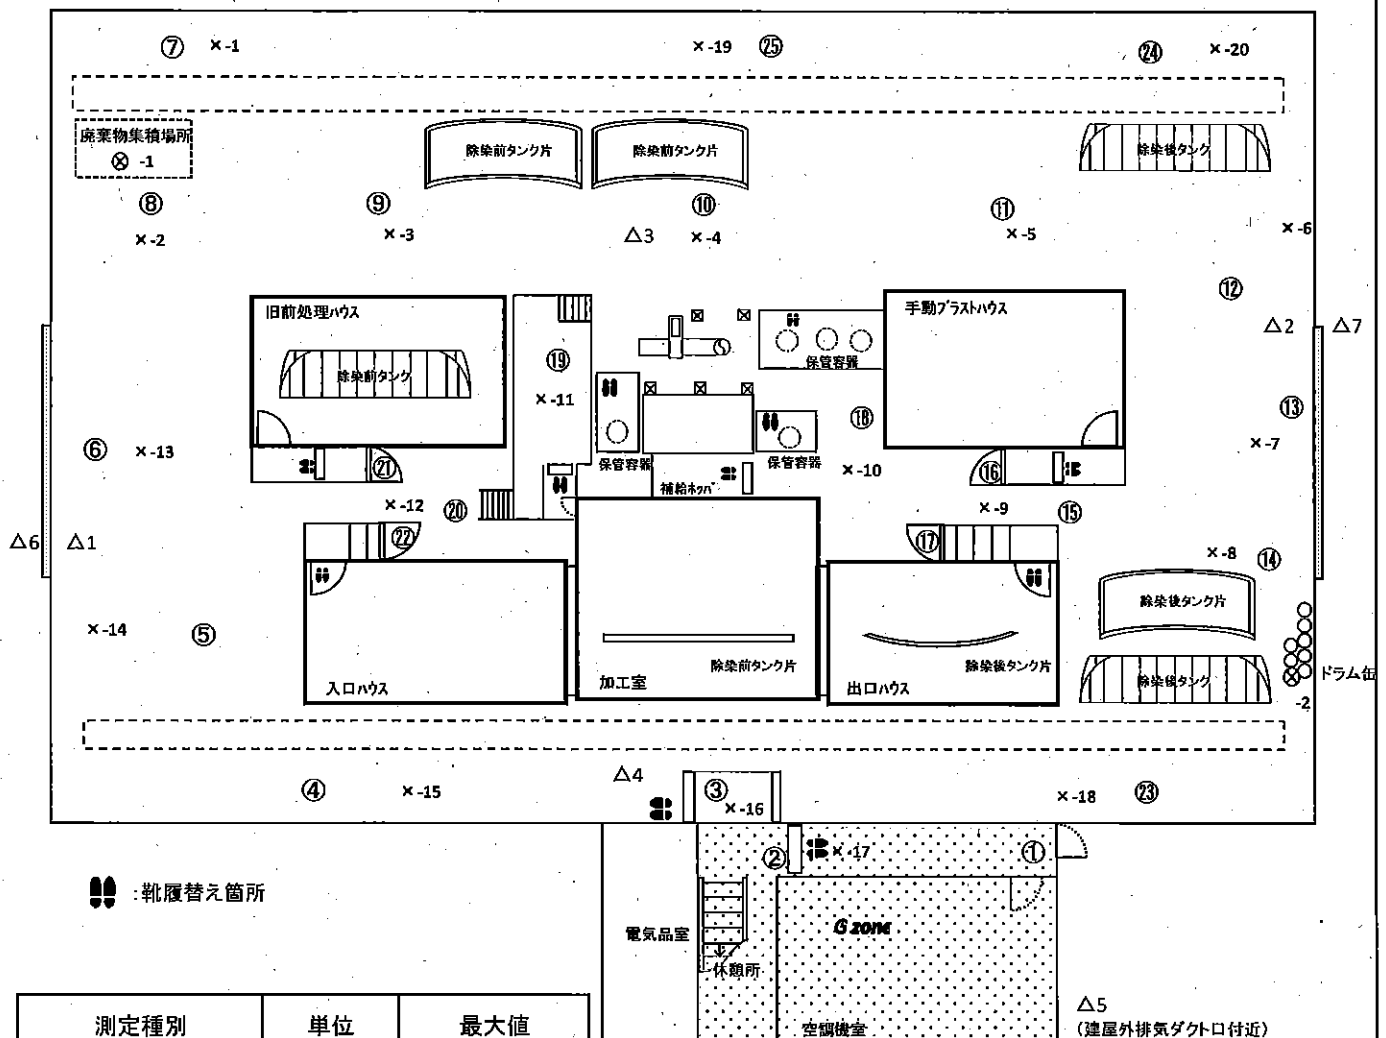 ⑦ ×-1 ×-19 ㉕ ㉔ ×-20
廃棄物集積場所
⊗ -1
除染前タンク片
除染前タンク片
除染後タンク
⑧ ⑨ ⑩ ⑪
×-2 ×-3 △3 ×-4 ×-5 ×-6
⑫
旧前処理ハウス
手動ブラストハウス
△2 △7
除染前タンク
⑲
保管容器
×-11
⑱ ⑬
⑥ ×-13
㉑
保管容器
保管容器
×-10
⑯
×-7
補給ホッパ
×-12 ⑳
×-9 ⑮
△6 △1
㉒
⑰
×-8 ⑭
×-14 ⑤
除染後タンク片
除染前タンク片
除染後タンク片
入口ハウス
加工室
出口ハウス
除染後タンク
ドラム缶
-2
④ ×-15 △4 ③ ×-16 ×-18 ㉓
② ×-17 ①
:靴履替え箇所
電気品室
G zone
休憩所
空調機室
△5
(建屋外排気ダクト口付近)
測定種別 単位 最大値